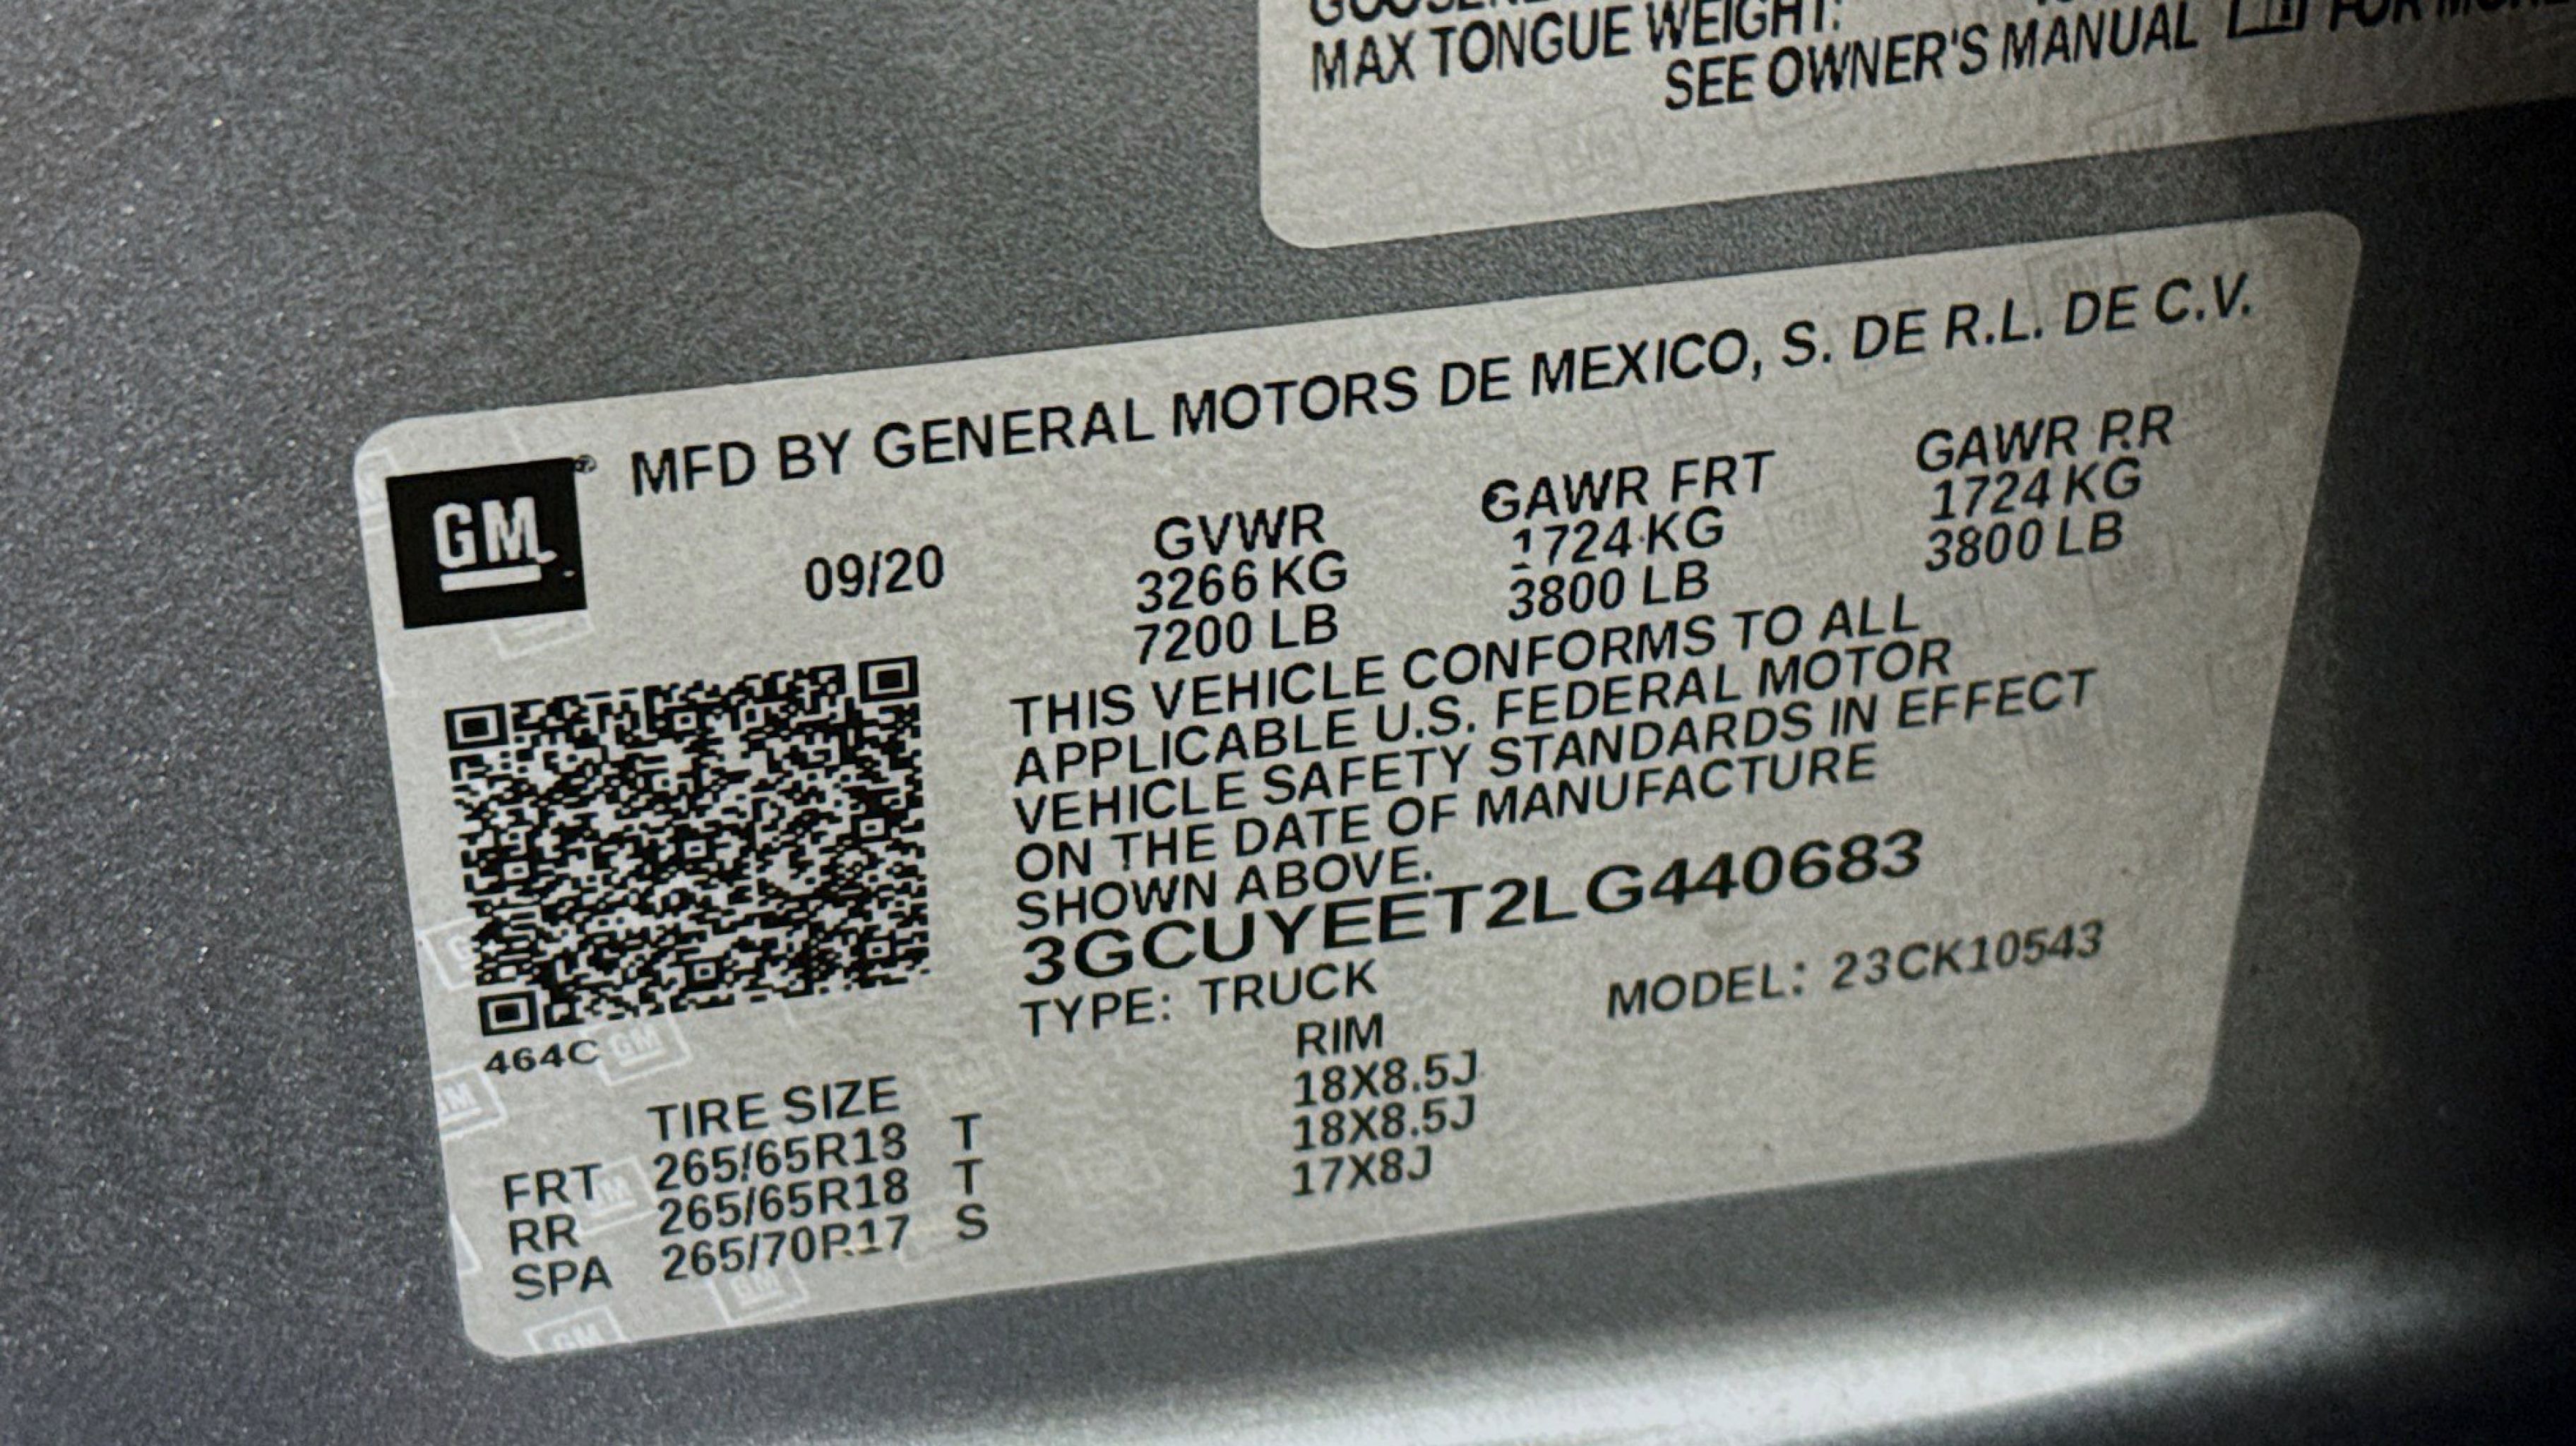 MAX TONGUE WEIGHT:
SEE OWNER'S MANUAL FOR
GM
MFD BY GENERAL MOTORS DE MEXICO, S. DE R.L. DE C.V.
09/20 GVWR GAWR FRT GAWR RR
3266 KG 1724 KG 1724 KG
7200 LB 3800 LB 3800 LB
THIS VEHICLE CONFORMS TO ALL
APPLICABLE U.S. FEDERAL MOTOR
VEHICLE SAFETY STANDARDS IN EFFECT
ON THE DATE OF MANUFACTURE
SHOWN ABOVE.
3GCUYEET2LG440683
TYPE: TRUCK MODEL: 23CK10543
464C
TIRE SIZE RIM
FRT 265/65R18 T 18X8.5J
RR 265/65R18 T 18X8.5J
SPA 265/70R17 S 17X8J